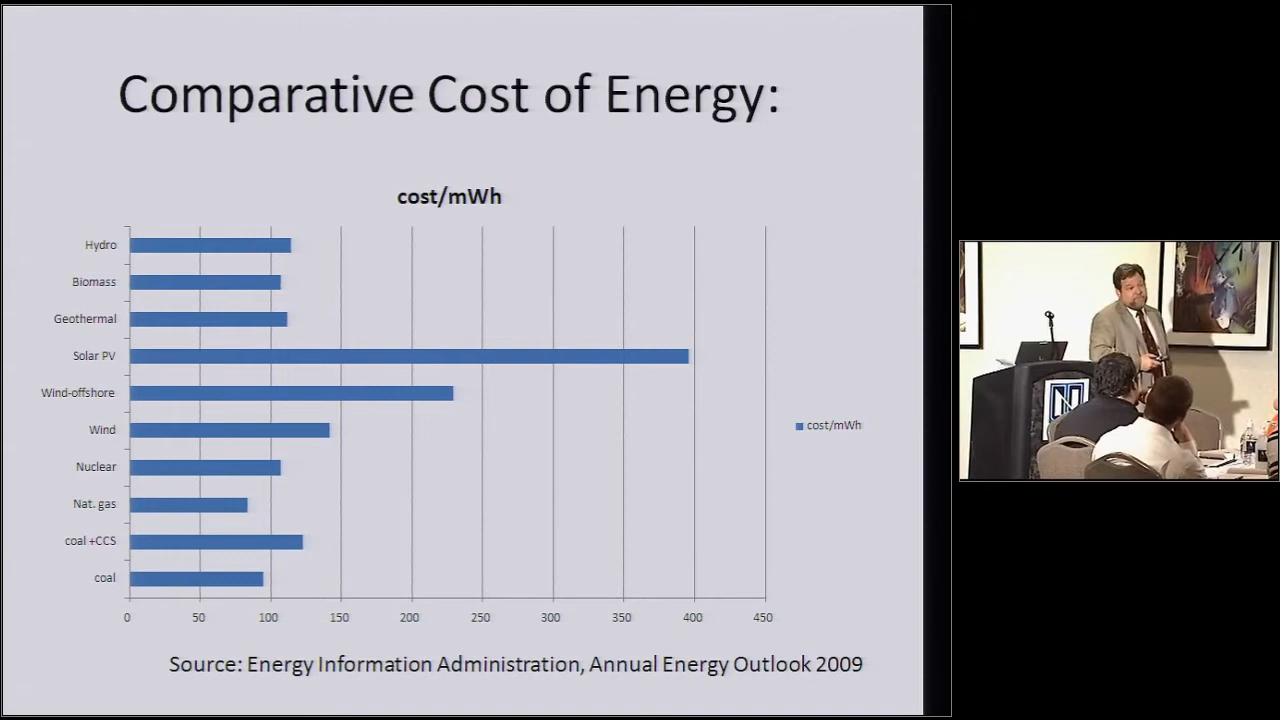 Comparative Cost of Energy:
cost/mWh
Hydro
Biomass
Geothermal
Solar PV
Wind-offshore
Wind
Nuclear
Nat. gas
coal +CCS
coal
0 50 100 150 200 250 300 350 400 450
cost/mWh
Source: Energy Information Administration, Annual Energy Outlook 2009
N